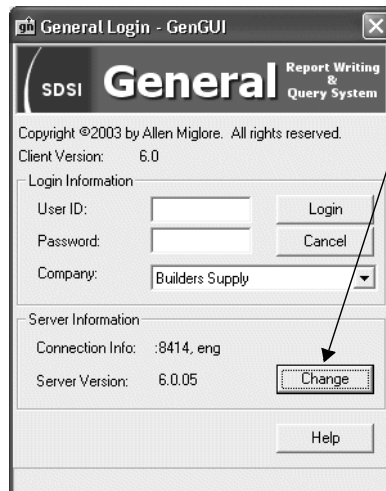 gn General Login - GenGUI
SDSI General Report Writing
&
Query System
Copyright ©2003 by Allen Miglore. All rights reserved.
Client Version: 6.0
Login Information
User ID: Login
Password: Cancel
Company: Builders Supply
Server Information
Connection Info: :8414, eng
Server Version: 6.0.05 Change
Help